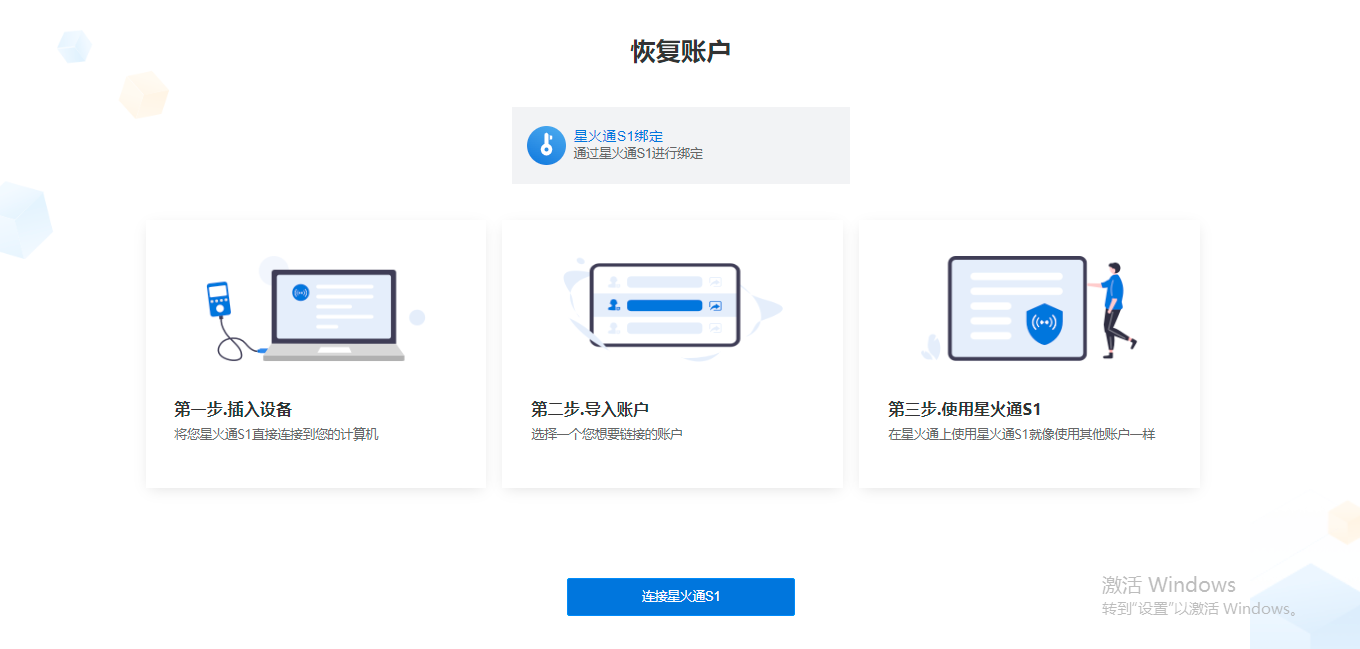 恢复账户
星火通S1绑定
通过星火通S1进行绑定
第一步.插入设备
将您星火通S1直接连接到您的计算机
第二步.导入账户
选择一个您想要链接的账户
第三步.使用星火通S1
在星火通上使用星火通S1就像使用其他账户一样
连接星火通S1
激活 Windows
转到"设置"以激活 Windows。